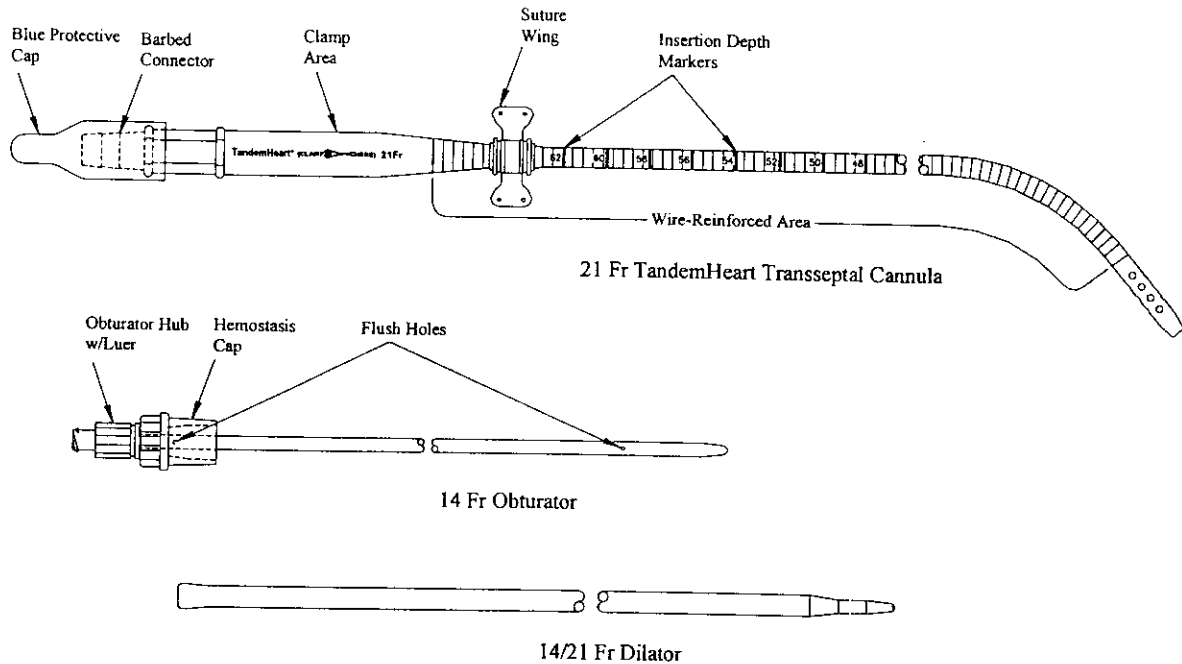 Blue Protective
Cap
Barbed
Connector
Clamp
Area
Suture
Wing
Insertion Depth
Markers
TandemHeart* (CLAMP HERE) 21Fr
62 60 58 56 54 52 50 48
Wire-Reinforced Area
21 Fr TandemHeart Transseptal Cannula
Obturator Hub
w/Luer
Hemostasis
Cap
Flush Holes
14 Fr Obturator
14/21 Fr Dilator